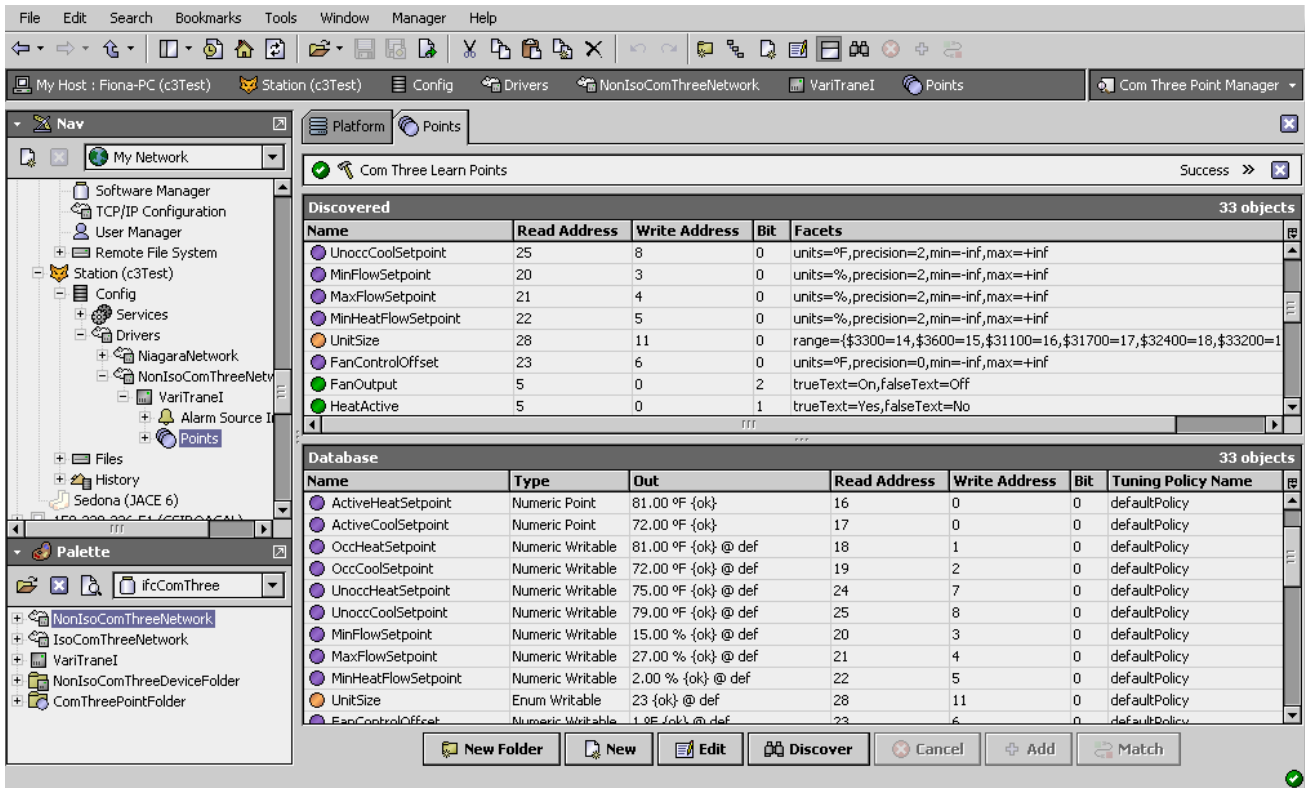 File Edit Search Bookmarks Tools Window Manager Help
My Host : Fiona-PC (c3Test) Station (c3Test) Config Drivers NonIsoComThreeNetwork VariTraneI Points Com Three Point Manager
Nav
My Network
Software Manager
TCP/IP Configuration
User Manager
Remote File System
Station (c3Test)
Config
Services
Drivers
NiagaraNetwork
NonIsoComThreeNetw
VariTraneI
Alarm Source I
Points
Files
History
Sedona (JACE 6)
Palette
ifcComThree
NonIsoComThreeNetwork
IsoComThreeNetwork
VariTraneI
NonIsoComThreeDeviceFolder
ComThreePointFolder
Platform Points
Com Three Learn Points Success »
Discovered 33 objects
Name Read Address Write Address Bit Facets
UnoccCoolSetpoint 25 8 0 units=ºF,precision=2,min=-inf,max=+inf
MinFlowSetpoint 20 3 0 units=%,precision=2,min=-inf,max=+inf
MaxFlowSetpoint 21 4 0 units=%,precision=2,min=-inf,max=+inf
MinHeatFlowSetpoint 22 5 0 units=%,precision=2,min=-inf,max=+inf
UnitSize 28 11 0 range={$3300=14,$3600=15,$31100=16,$31700=17,$32400=18,$33200=1
FanControlOffset 23 6 0 units=ºF,precision=0,min=-inf,max=+inf
FanOutput 5 0 2 trueText=On,falseText=Off
HeatActive 5 0 1 trueText=Yes,falseText=No
Database 33 objects
Name Type Out Read Address Write Address Bit Tuning Policy Name
ActiveHeatSetpoint Numeric Point 81.00 ºF {ok} 16 0 0 defaultPolicy
ActiveCoolSetpoint Numeric Point 72.00 ºF {ok} 17 0 0 defaultPolicy
OccHeatSetpoint Numeric Writable 81.00 ºF {ok} @ def 18 1 0 defaultPolicy
OccCoolSetpoint Numeric Writable 72.00 ºF {ok} @ def 19 2 0 defaultPolicy
UnoccHeatSetpoint Numeric Writable 75.00 ºF {ok} @ def 24 7 0 defaultPolicy
UnoccCoolSetpoint Numeric Writable 79.00 ºF {ok} @ def 25 8 0 defaultPolicy
MinFlowSetpoint Numeric Writable 15.00 % {ok} @ def 20 3 0 defaultPolicy
MaxFlowSetpoint Numeric Writable 27.00 % {ok} @ def 21 4 0 defaultPolicy
MinHeatFlowSetpoint Numeric Writable 2.00 % {ok} @ def 22 5 0 defaultPolicy
UnitSize Enum Writable 23 {ok} @ def 28 11 0 defaultPolicy
FanControlOffset Numeric Writable 1 ºF {ok} @ def 23 6 0 defaultPolicy
New Folder New Edit Discover Cancel Add Match